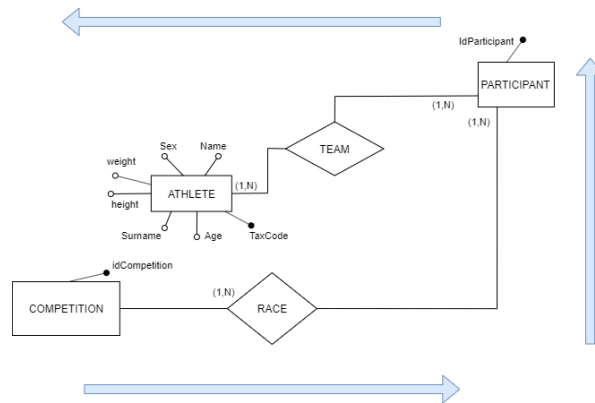 IdParticipant
PARTICIPANT
(1,N)
(1,N)
TEAM
Sex
Name
weight
ATHLETE
(1,N)
height
Surname
Age
TaxCode
idCompetition
COMPETITION
(1,N)
RACE